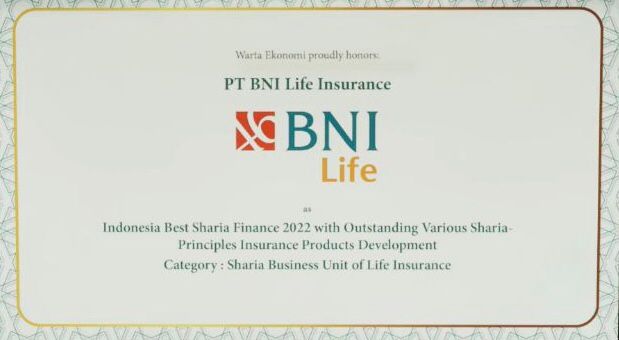 Warta Ekonomi proudly honors:
PT BNI Life Insurance
BNI
Life
as
Indonesia Best Sharia Finance 2022 with Outstanding Various Sharia-
Principles Insurance Products Development
Category : Sharia Business Unit of Life Insurance